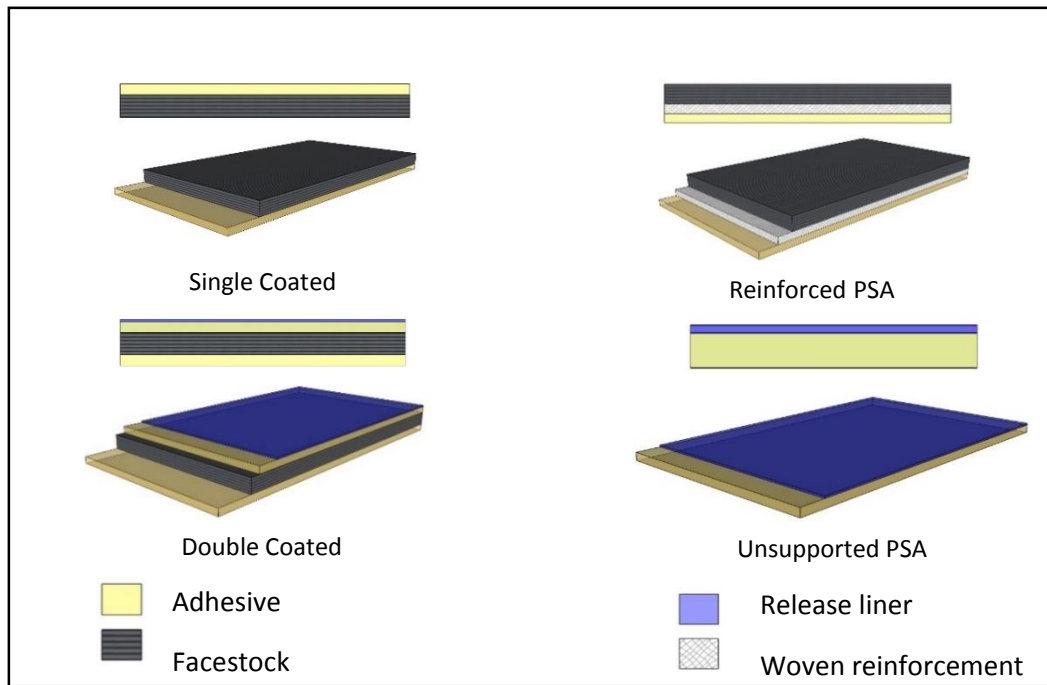 Single Coated
Reinforced PSA
Double Coated
Unsupported PSA
Adhesive
Release liner
Facestock
Woven reinforcement